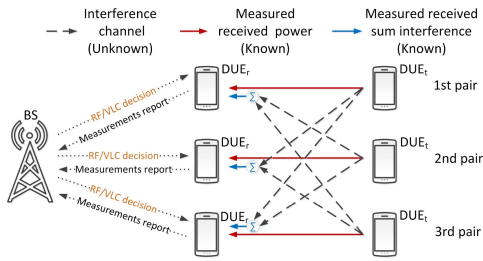 Interference channel (Unknown)
Measured received power (Known)
Measured received sum interference (Known)
DUEr
DUEt
1st pair
Σ
RF/VLC decision
Measurements report
BS
DUEr
DUEt
2nd pair
Σ
RF/VLC decision
Measurements report
DUEr
DUEt
3rd pair
Σ
RF/VLC decision
Measurements report